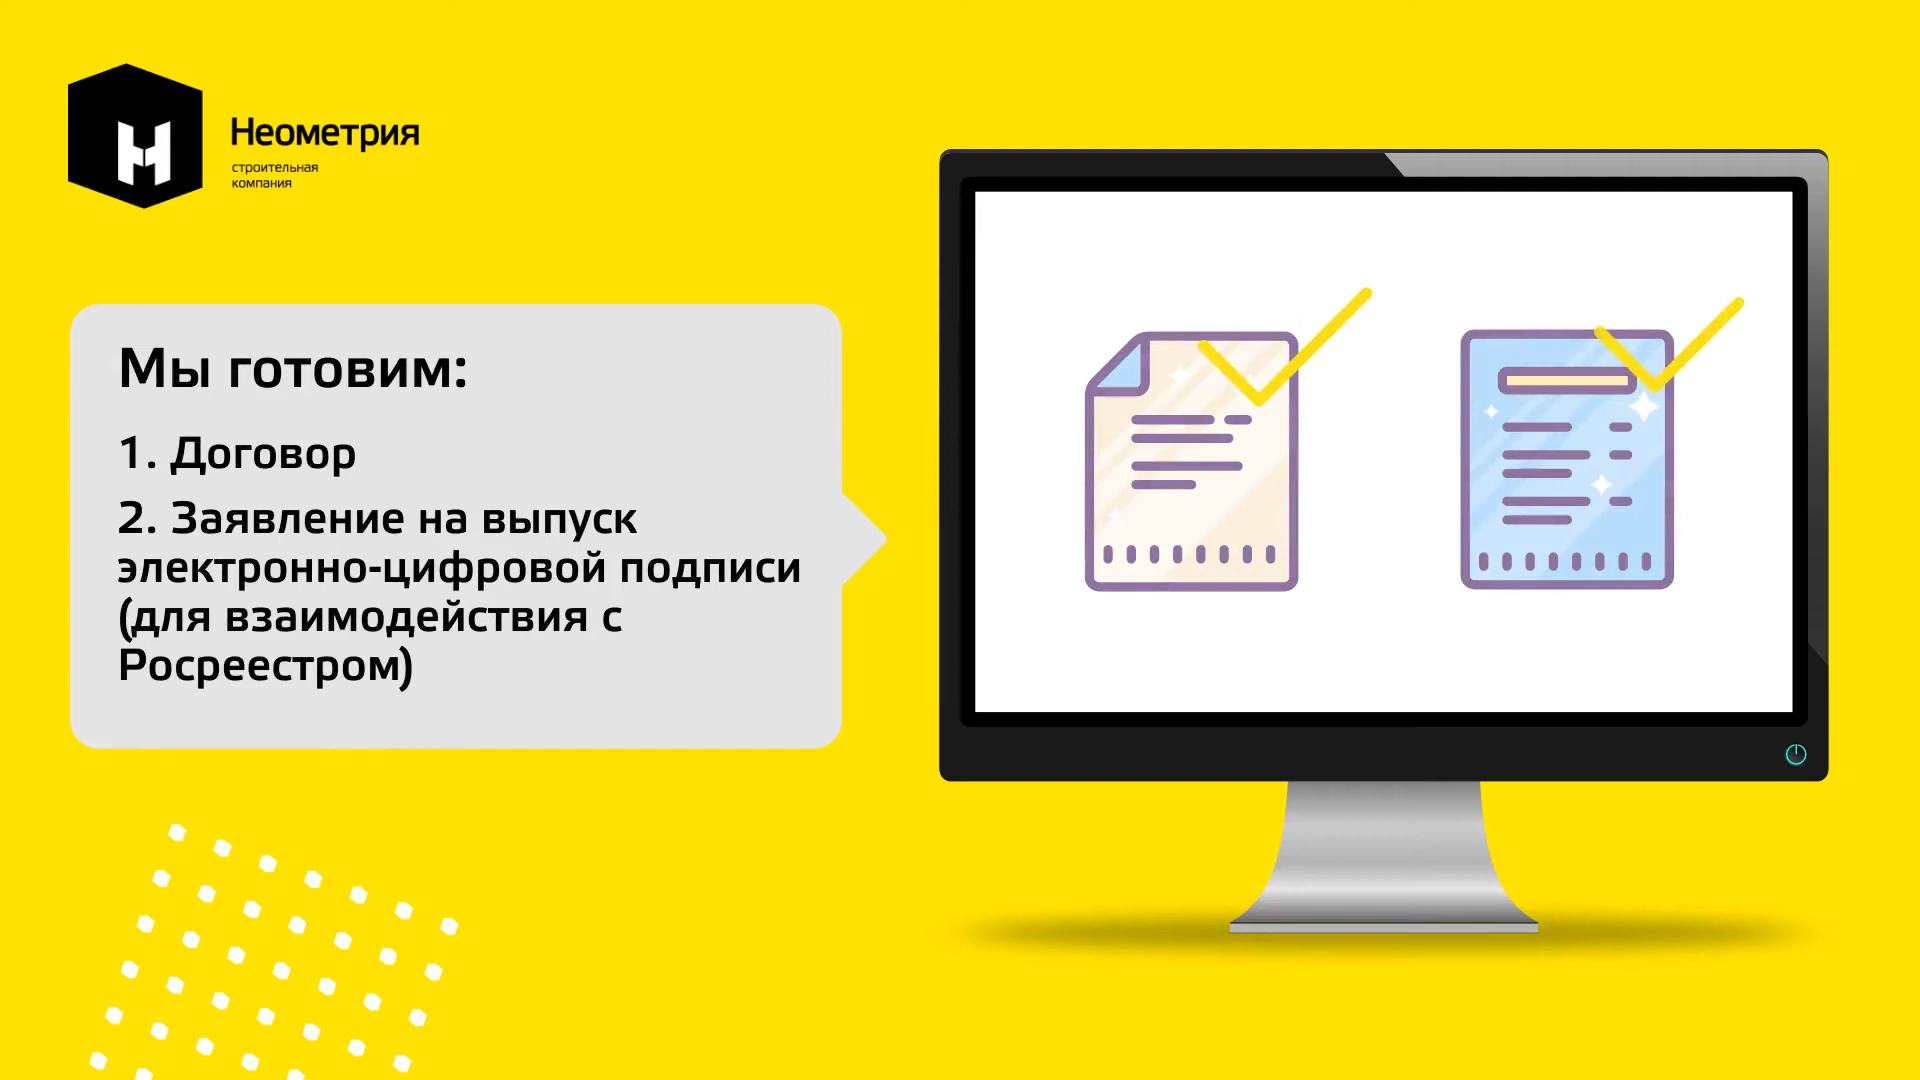 Неометрия
строительная
компания
Мы готовим:
1. Договор
2. Заявление на выпуск
электронно-цифровой подписи
(для взаимодействия с
Росреестром)